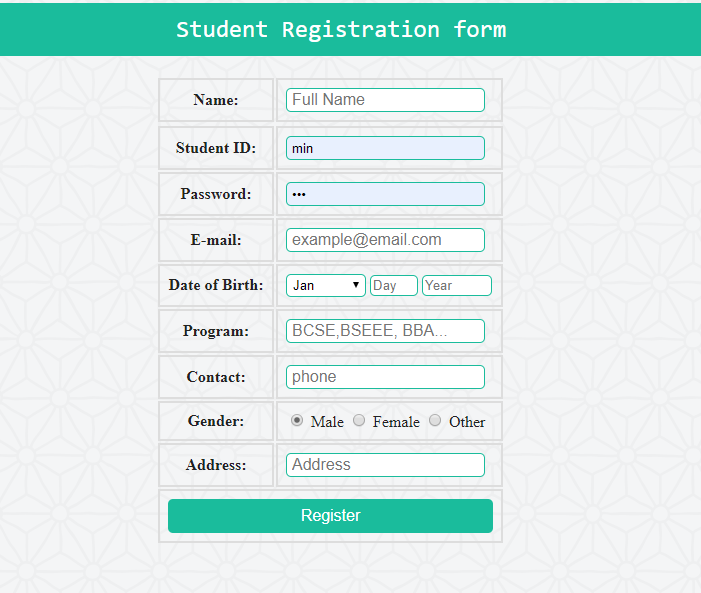 Student Registration form
Name: Full Name
Student ID: min
Password: •••
E-mail: example@email.com
Date of Birth: Jan Day Year
Program: BCSE,BSEEE, BBA...
Contact: phone
Gender: Male Female Other
Address: Address
Register